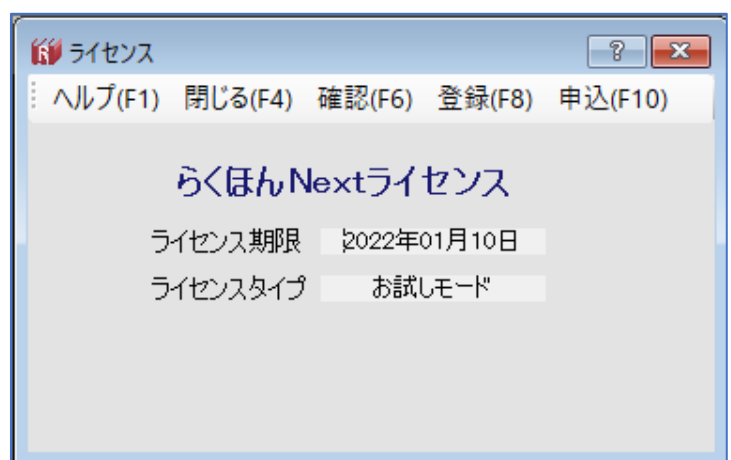 ライセンス
ヘルプ(F1) 閉じる(F4) 確認(F6) 登録(F8) 申込(F10)
らくほんNextライセンス
ライセンス期限 2022年01月10日
ライセンスタイプ お試しモード